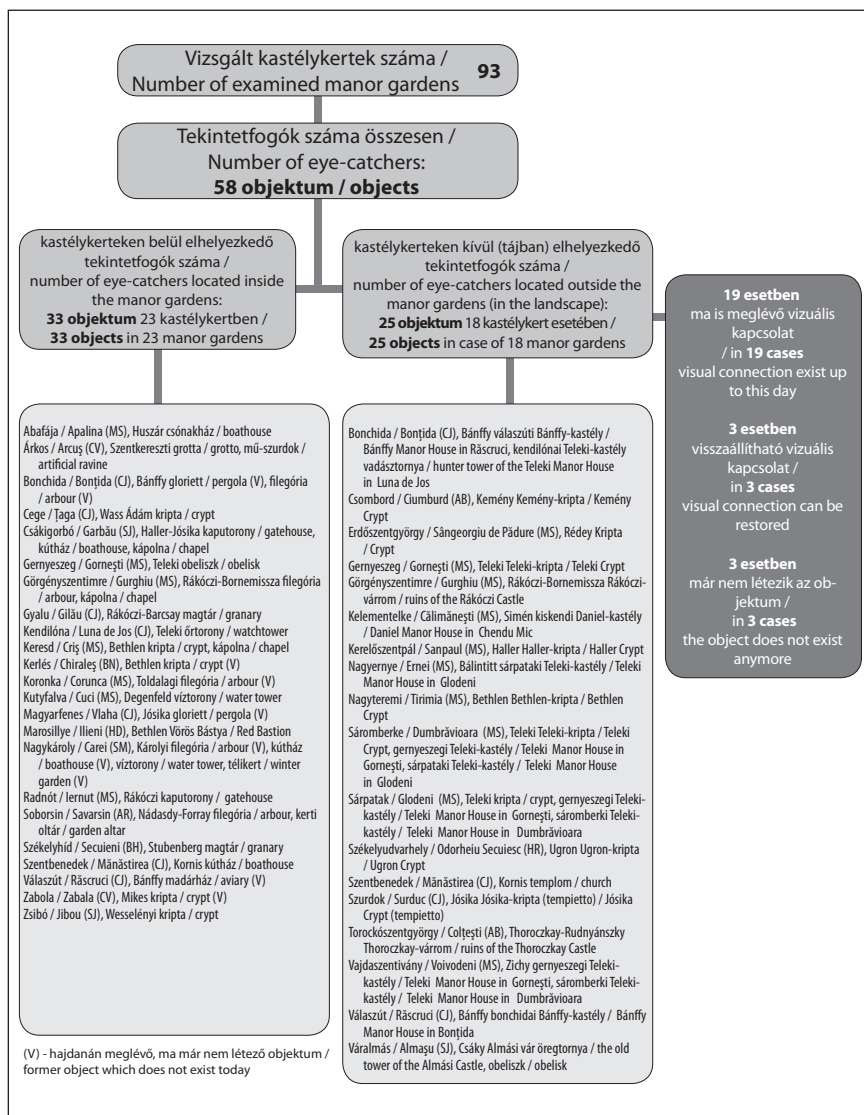 Vizsgált kastélykertek száma /
Number of examined manor gardens 93
Tekintetfogók száma összesen /
Number of eye-catchers:
58 objektum / objects
kastélykerteken belül elhelyezkedő
tekintetfogók száma /
number of eye-catchers located inside
the manor gardens:
33 objektum 23 kastélykertben /
33 objects in 23 manor gardens
kastélykerteken kívül (tájban) elhelyezkedő
tekintetfogók száma /
number of eye-catchers located outside the
manor gardens (in the landscape):
25 objektum 18 kastélykert esetében /
25 objects in case of 18 manor gardens
19 esetben
ma is meglévő vizuális
kapcsolat
/ in 19 cases
visual connection exist up
to this day
3 esetben
visszaállítható vizuális
kapcsolat /
in 3 cases
visual connection can be
restored
3 esetben
már nem létezik az ob-
jektum /
in 3 cases
the object does not exist
anymore
Abafája / Apalina (MS), Huszár csónakház / boathouse
Árkos / Arcuş (CV), Szentkereszti grotta / grotto, mű-szurdok /
artificial ravine
Bonchida / Bonţida (CJ), Bánffy gloriett / pergola (V), filegória
/ arbour (V)
Cege / Ţaga (CJ), Wass Ádám kripta / crypt
Csákigorbó / Garbău (SJ), Haller-Jósika kaputorony / gatehouse,
kútház / boathouse, kápolna / chapel
Gernyeszeg / Gorneşti (MS), Teleki obeliszk / obelisk
Görgényszentimre / Gurghiu (MS), Rákóczi-Bornemissza filegória
/ arbour, kápolna / chapel
Gyalu / Gilău (CJ), Rákóczi-Barcsay magtár / granary
Kendilóna / Luna de Jos (CJ), Teleki őrtorony / watchtower
Keresd / Criş (MS), Bethlen kripta / crypt, kápolna / chapel
Kerlés / Chiraleş (BN), Bethlen kripta / crypt (V)
Koronka / Corunca (MS), Toldalagi filegória / arbour (V)
Kutyfalva / Cuci (MS), Degenfeld víztorony / water tower
Magyarfenes / Vlaha (CJ), Jósika gloriett / pergola (V)
Marosillye / Ilieni (HD), Bethlen Vörös Bástya / Red Bastion
Nagykároly / Carei (SM), Károlyi filegória / arbour (V), kútház
/ boathouse (V), víztorony / water tower, télikert / winter
garden (V)
Radnót / Iernut (MS), Rákóczi kaputorony / gatehouse
Soborsin / Savarsin (AR), Nádasdy-Forray filegória / arbour, kerti
oltár / garden altar
Székelyhíd / Secuieni (BH), Stubenberg magtár / granary
Szentbenedek / Mănăstirea (CJ), Kornis kútház / boathouse
Válaszút / Răscruci (CJ), Bánffy madárház / aviary (V)
Zabola / Zabala (CV), Mikes kripta / crypt (V)
Zsibó / Jibou (SJ), Wesselényi kripta / crypt
Bonchida / Bonţida (CJ), Bánffy válaszúti Bánffy-kastély /
Bánffy Manor House in Răscruci, kendilónai Teleki-kastély
vadásztornya / hunter tower of the Teleki Manor House
in Luna de Jos
Csombord / Ciumburd (AB), Kemény Kemény-kripta / Kemény
Crypt
Erdőszentgyörgy / Sângeorgiu de Pădure (MS), Rédey Kripta
/ Crypt
Gernyeszeg / Gorneşti (MS), Teleki Teleki-kripta / Teleki Crypt
Görgényszentimre / Gurghiu (MS), Rákóczi-Bornemissza Rákóczi-
várrom / ruins of the Rákóczi Castle
Kelementelke / Călimăneşti (MS), Simén kiskendi Daniel-kastély
/ Daniel Manor House in Chendu Mic
Kerelőszentpál / Sanpaul (MS), Haller Haller-kripta / Haller Crypt
Nagyernye / Ernei (MS), Bálintitt sárpataki Teleki-kastély / Teleki
Manor House in Glodeni
Nagyteremi / Tirimia (MS), Bethlen Bethlen-kripta / Bethlen
Crypt
Sáromberke / Dumbrăvioara (MS), Teleki Teleki-kripta / Teleki
Crypt, gernyeszegi Teleki-kastély / Teleki Manor House in
Gorneşti, sárpataki Teleki-kastély / Teleki Manor House
in Glodeni
Sárpatak / Glodeni (MS), Teleki kripta / crypt, gernyeszegi Teleki-
kastély / Teleki Manor House in Gorneşti, sáromberki Teleki-
kastély / Teleki Manor House in Dumbrăvioara
Székelyudvarhely / Odorheiu Secuiesc (HR), Ugron Ugron-kripta
/ Ugron Crypt
Szentbenedek / Mănăstirea (CJ), Kornis templom / church
Szurdok / Surduc (CJ), Jósika Jósika-kripta (tempietto) / Jósika
Crypt (tempietto)
Torockószentgyörgy / Colţeşti (AB), Thoroczkay-Rudnyánszky
Thoroczkay-várrom / ruins of the Thoroczkay Castle
Vajdaszentivány / Voivodeni (MS), Zichy gernyeszegi Teleki-
kastély / Teleki Manor House in Gorneşti, sáromberki Teleki-
kastély / Teleki Manor House in Dumbrăvioara
Válaszút / Răscruci (CJ), Bánffy bonchidai Bánffy-kastély / Bánffy
Manor House in Bonţida
Váralmás / Almaşu (SJ), Csáky Almási vár öregtornya / the old
tower of the Almási Castle, obeliszk / obelisk
(V) - hajdanán meglévő, ma már nem létező objektum /
former object which does not exist today